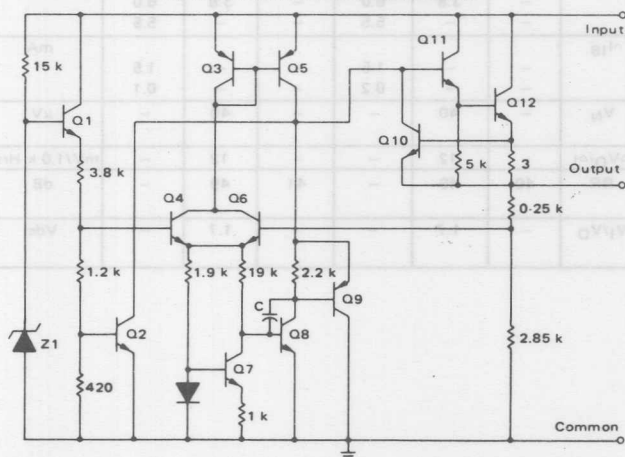 Input
Q11
Q3
Q5
15 k
Q12
Q1
Q10
5 k
3
3.8 k
Output
Q4
Q6
0-25 k
1.2 k
1.9 k
19 k
2.2 k
C
Q9
Q2
Q8
Z1
2.85 k
Q7
420
1 k
Common